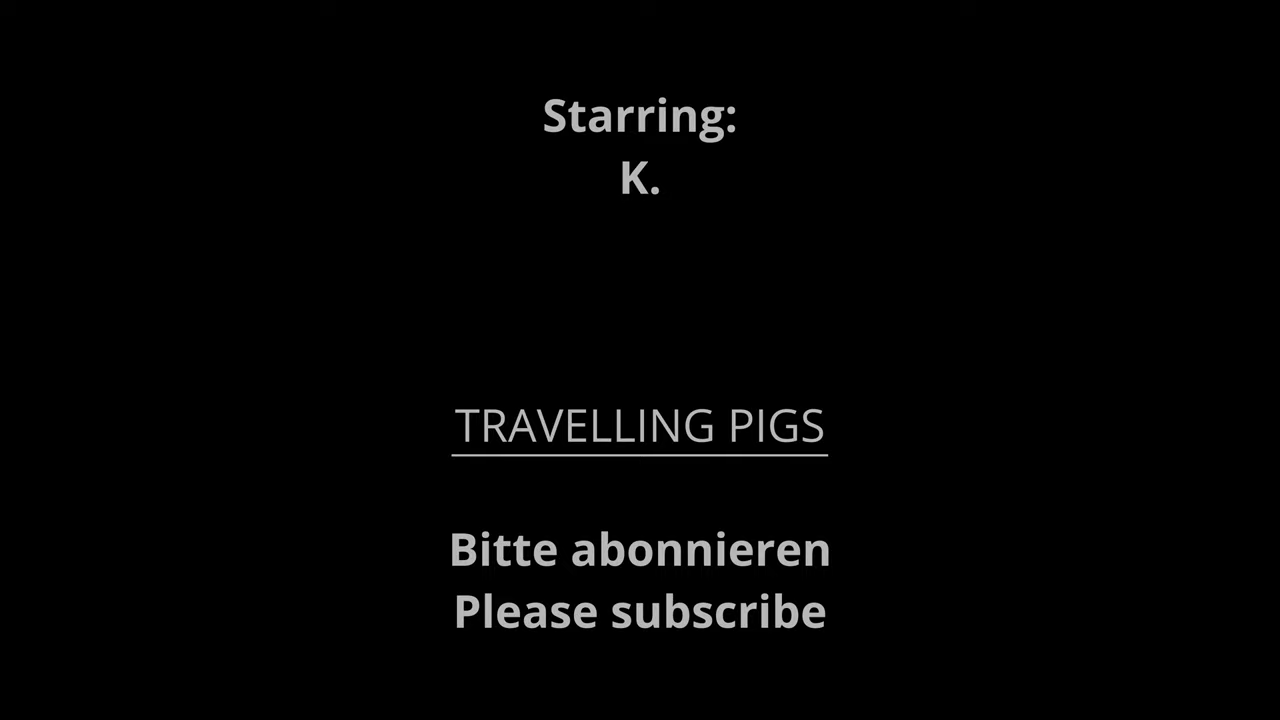 Starring:
K.
TRAVELLING PIGS
Bitte abonnieren
Please subscribe